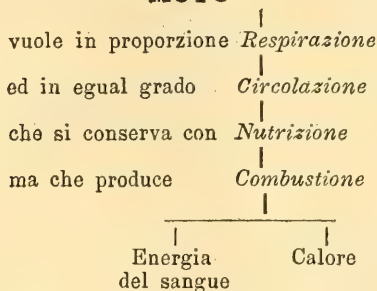 vuole in proporzione Respirazione
ed in egual grado Circolazione
che si conserva con Nutrizione
ma che produce Combustione
Energia Calore
del sangue